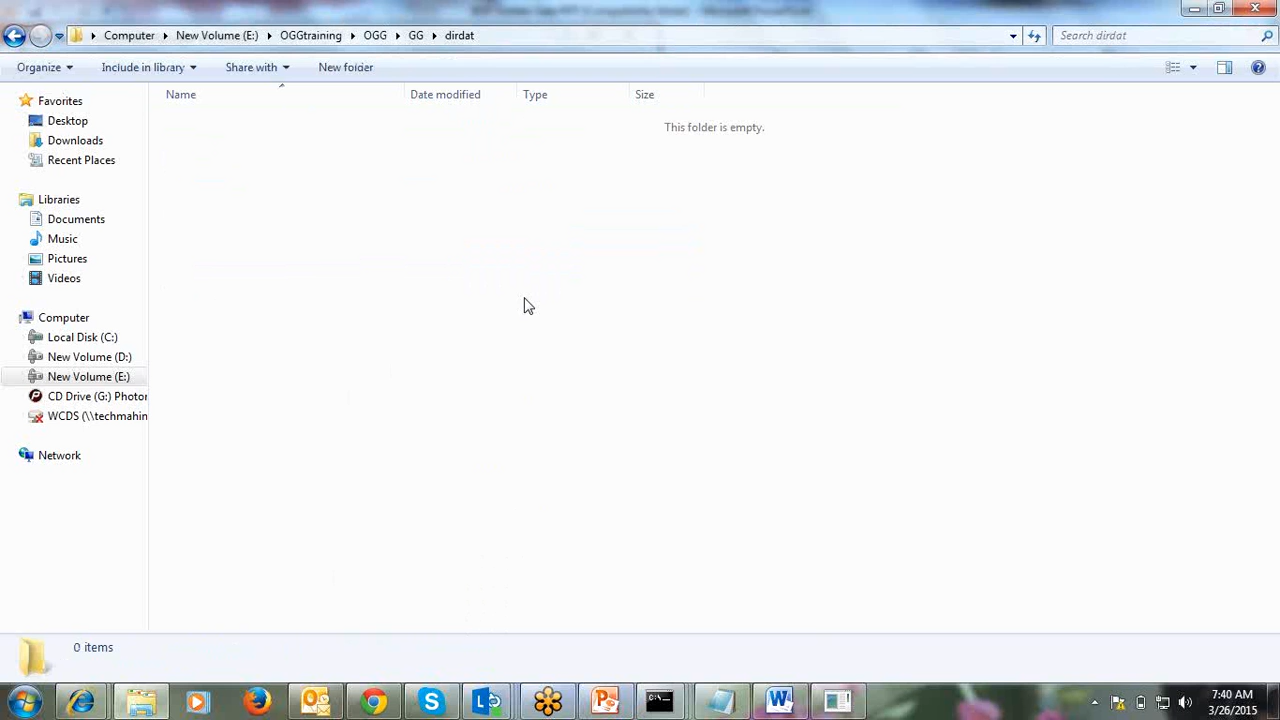 Computer New Volume (E:) OGGtraining OGG GG dirdat
Search dirdat
Organize Include in library Share with New folder
Name Date modified Type Size
This folder is empty.
Favorites
Desktop
Downloads
Recent Places
Libraries
Documents
Music
Pictures
Videos
Computer
Local Disk (C:)
New Volume (D:)
New Volume (E:)
CD Drive (G:) Photor
WCDS (\\techmahin
Network
0 items
7:40 AM
3/26/2015